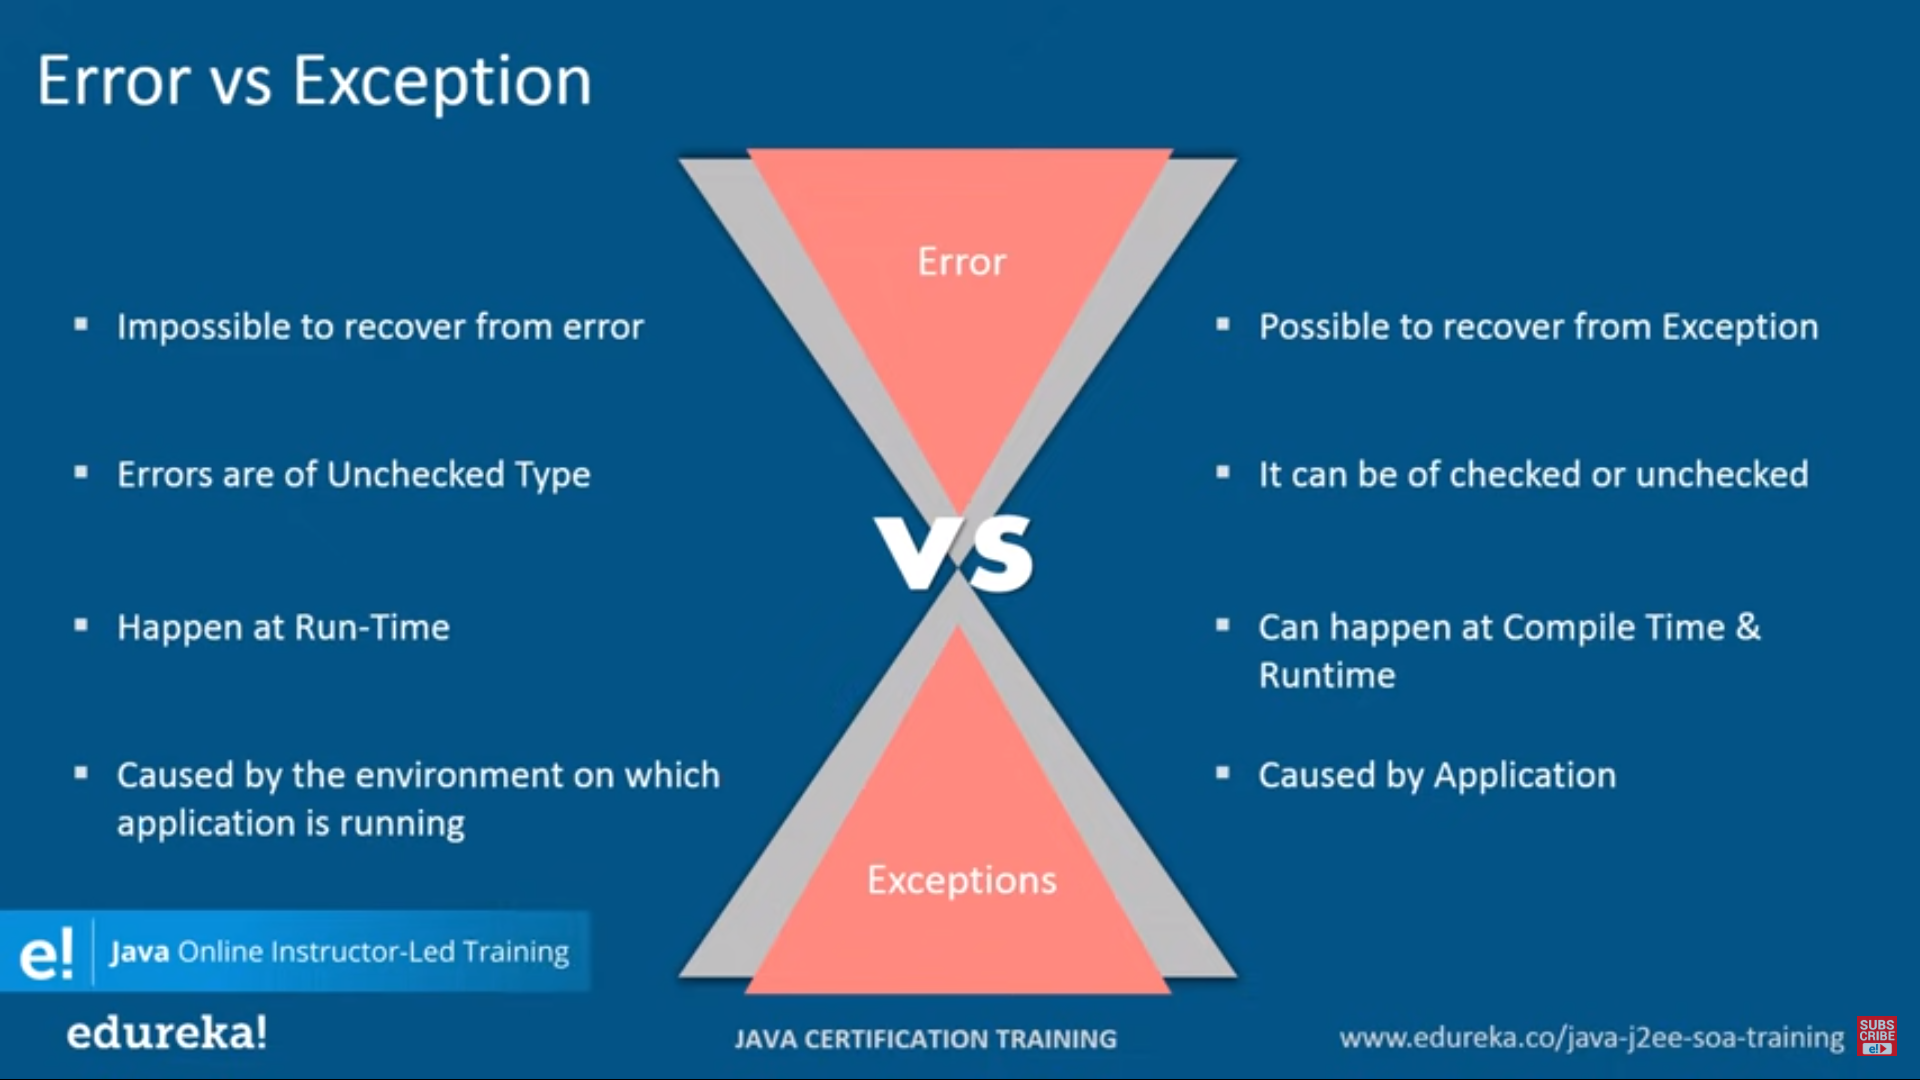 Error vs Exception
Error
▪ Impossible to recover from error
▪ Errors are of Unchecked Type
▪ Happen at Run-Time
▪ Caused by the environment on which
application is running
vs
▪ Possible to recover from Exception
▪ It can be of checked or unchecked
▪ Can happen at Compile Time &
Runtime
▪ Caused by Application
Exceptions
e! Java Online Instructor-Led Training
edureka!
JAVA CERTIFICATION TRAINING
www.edureka.co/java-j2ee-soa-training
SUBS
CRIBE
e!